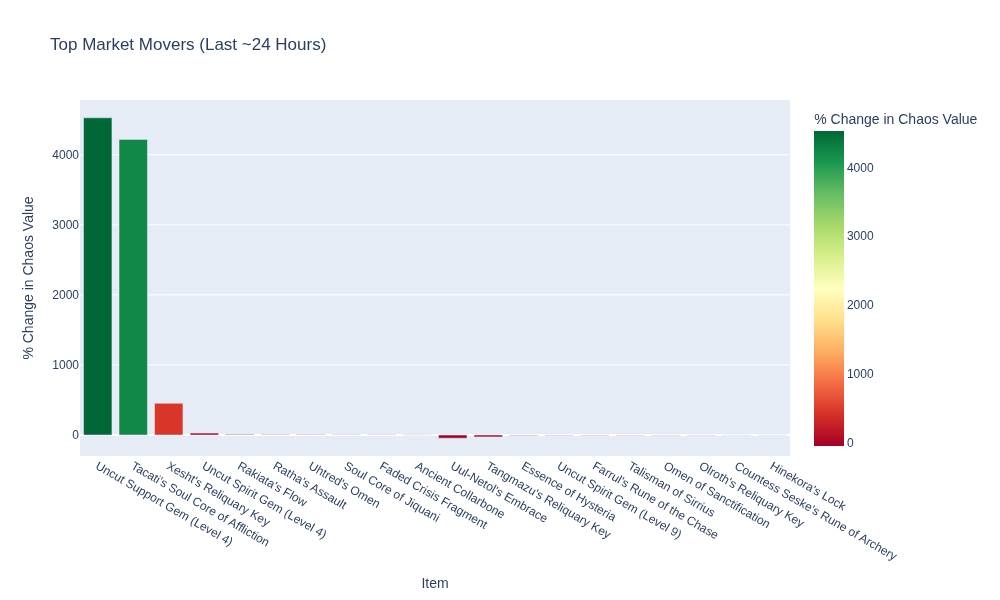 Top Market Movers (Last ~24 Hours)
% Change in Chaos Value
4000
3000
2000
1000
0
% Change in Chaos Value
4000
3000
2000
1000
0
Uncut Support Gem (Level 4)
Tacati's Soul Core of Affliction
Xesht's Reliquary Key
Uncut Spirit Gem (Level 4)
Rakiata's Flow
Ratha's Assault
Uhtred's Omen
Soul Core of Jiquani
Faded Crisis Fragment
Ancient Collarbone
Uul-Netol's Embrace
Tangmazu's Reliquary Key
Essence of Hysteria
Uncut Spirit Gem (Level 9)
Farrul's Rune of the Chase
Talisman of Sirrius
Omen of Sanctification
Olroth's Reliquary Key
Countess Seske's Rune of Archery
Hinekora's Lock
Item